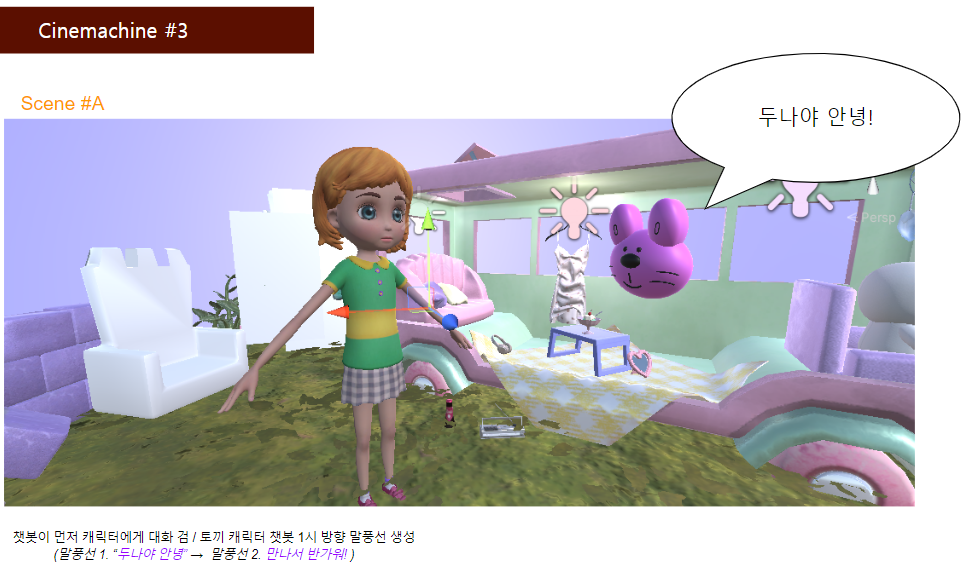 Cinemachine #3
Scene #A
두나야 안녕!
< Persp
챗봇이 먼저 캐릭터에게 대화 검 / 토끼 캐릭터 챗봇 1시 방향 말풍선 생성
(말풍선 1. “두나야 안녕” → 말풍선 2. 만나서 반가워! )